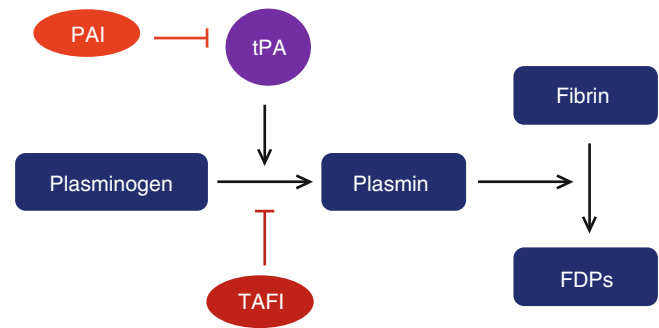 PAI
tPA
Fibrin
Plasminogen
Plasmin
TAFI
FDPs